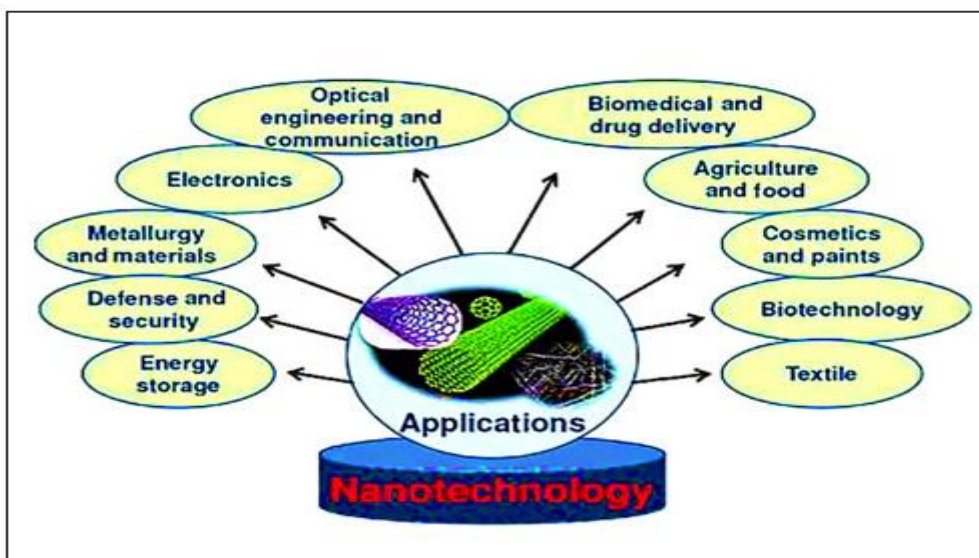 Optical
engineering and
communication
Biomedical and
drug delivery
Electronics
Agriculture
and food
Metallurgy
and materials
Cosmetics
and paints
Defense and
security
Biotechnology
Energy
storage
Textile
Applications
Nanotechnology